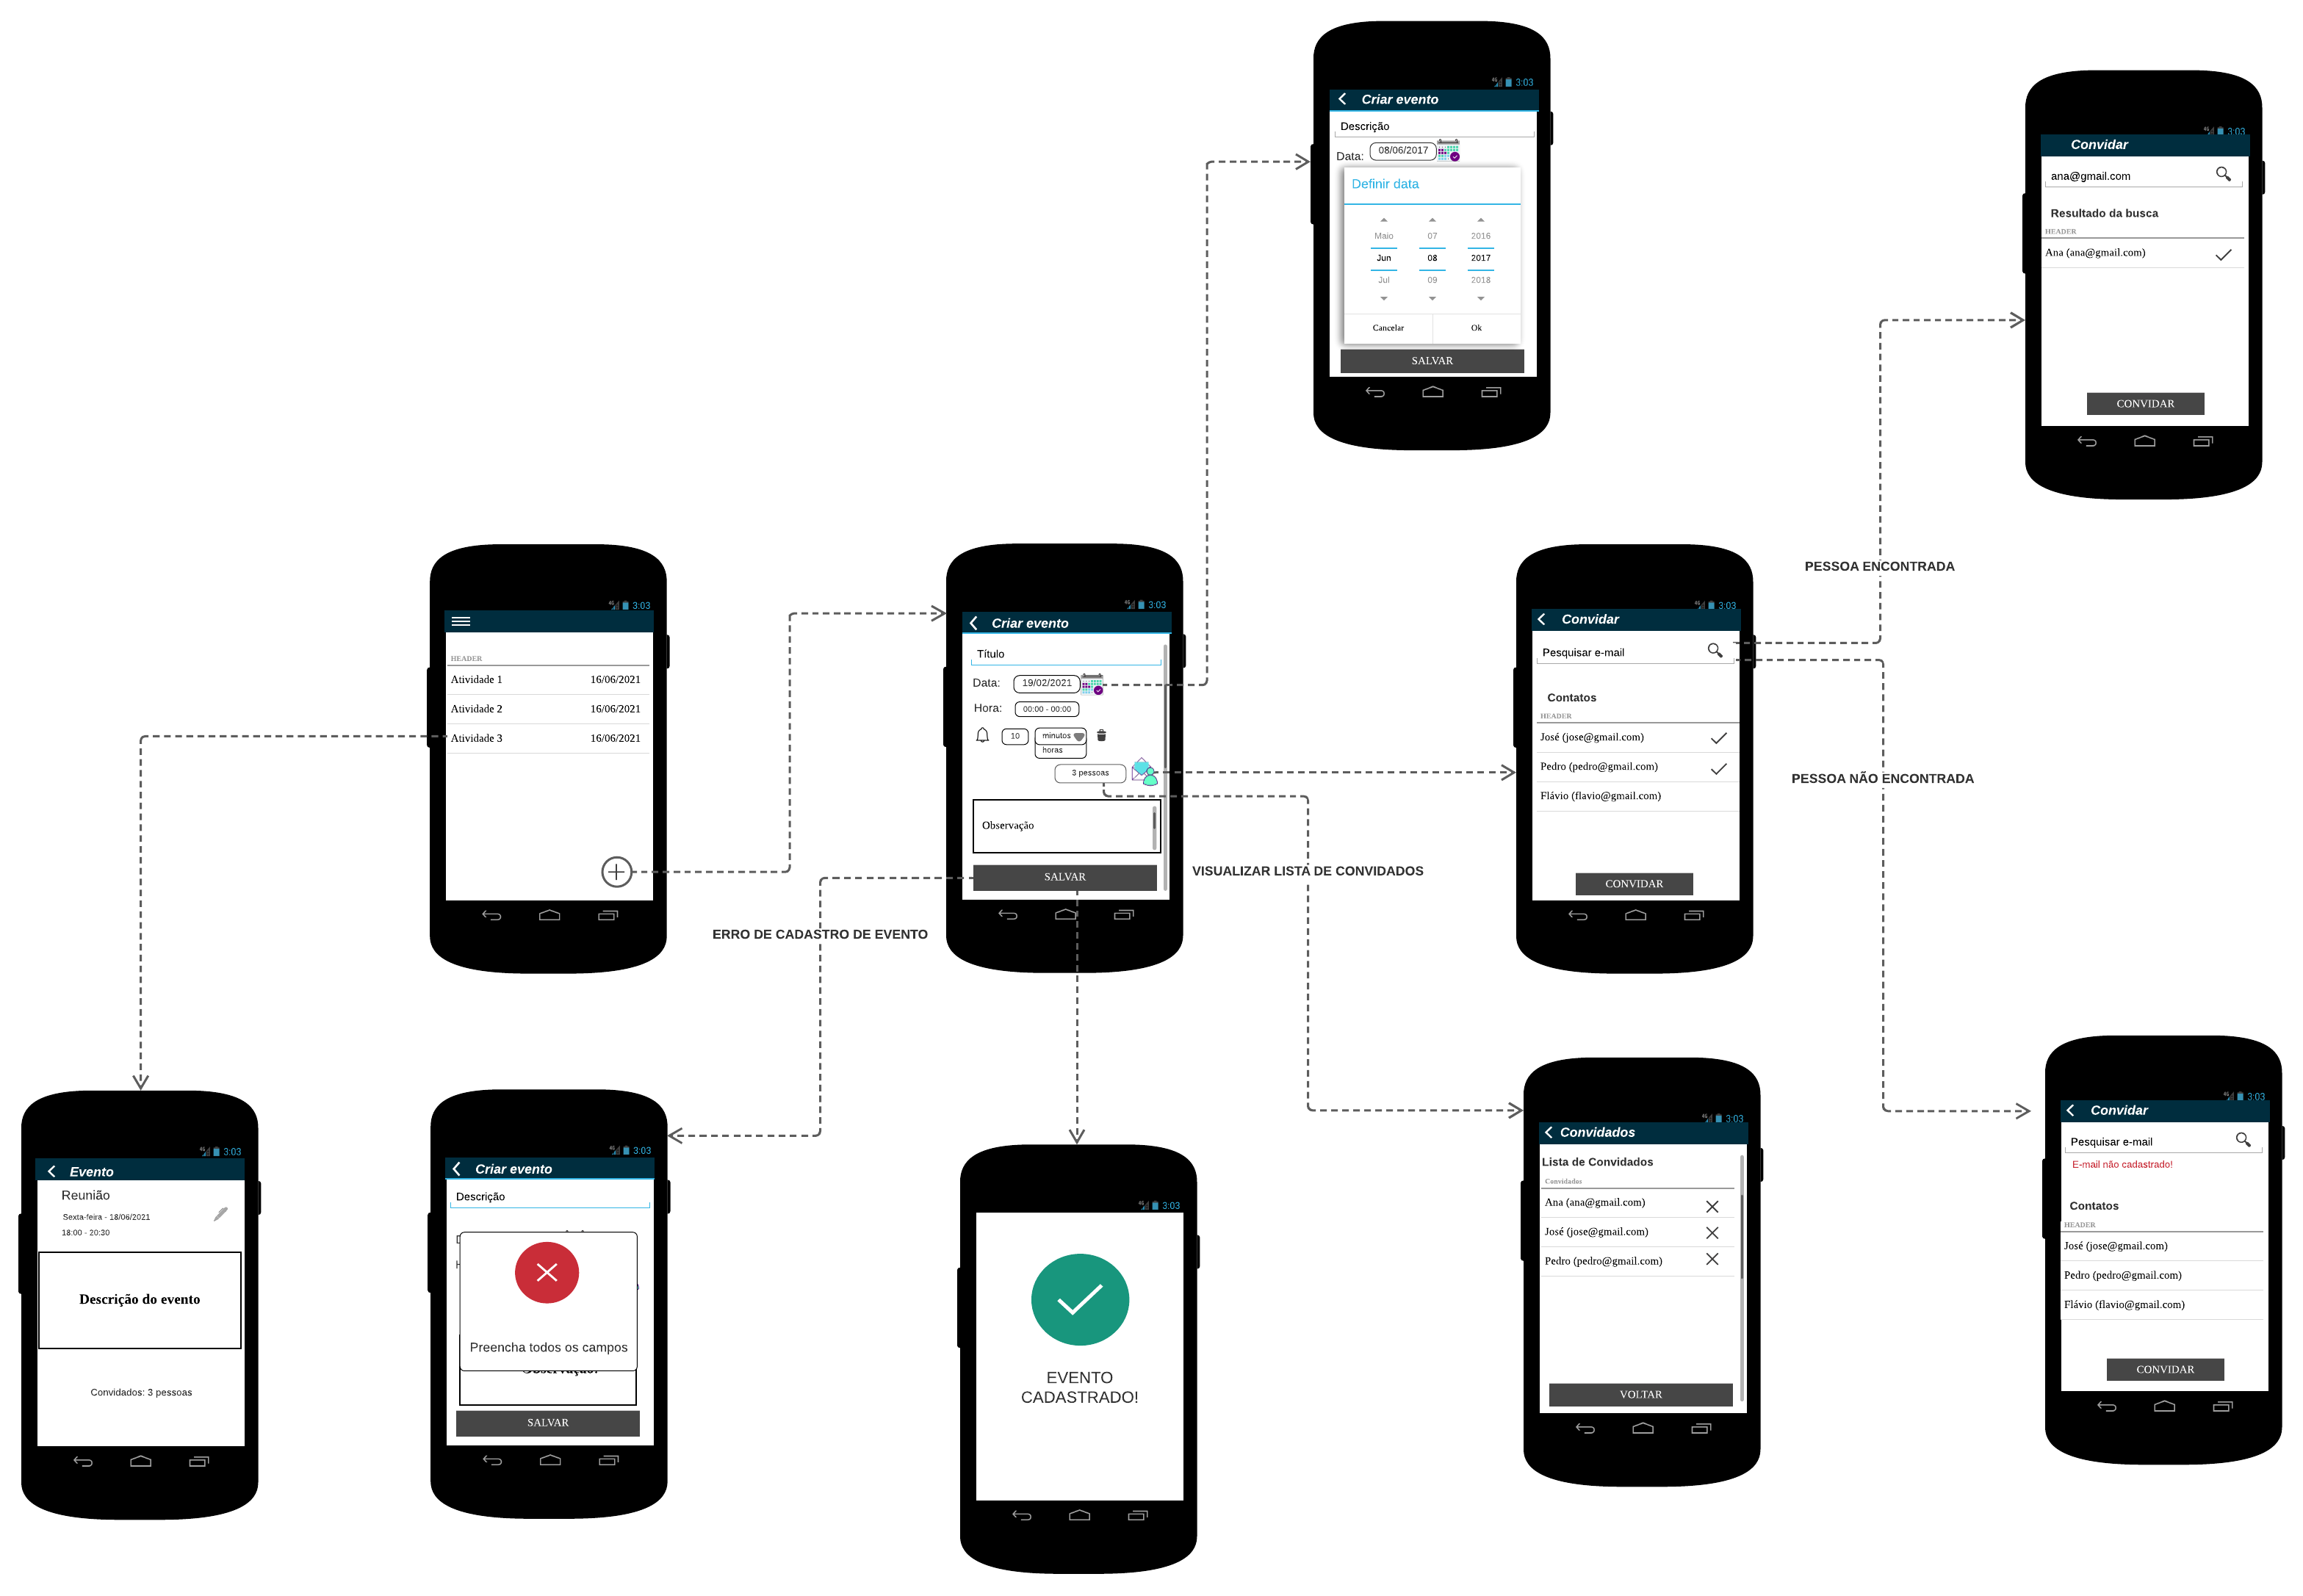 3:03
Criar evento
Descrição
Data: 08/06/2017
Definir data
Maio 07 2016
Jun 08 2017
Jul 09 2018
Cancelar Ok
SALVAR
3:03
Convidar
ana@gmail.com
Resultado da busca
HEADER
Ana (ana@gmail.com)
CONVIDAR
PESSOA ENCONTRADA
3:03
HEADER
Atividade 1 16/06/2021
Atividade 2 16/06/2021
Atividade 3 16/06/2021
3:03
Criar evento
Título
Data: 19/02/2021
Hora: 00:00 - 00:00
10 minutos
horas
3 pessoas
Observação
SALVAR
3:03
Convidar
Pesquisar e-mail
Contatos
HEADER
José (jose@gmail.com)
Pedro (pedro@gmail.com)
Flávio (flavio@gmail.com)
CONVIDAR
PESSOA NÃO ENCONTRADA
VISUALIZAR LISTA DE CONVIDADOS
ERRO DE CADASTRO DE EVENTO
3:03
Evento
Reunião
Sexta-feira - 18/06/2021
18:00 - 20:30
Descrição do evento
Convidados: 3 pessoas
3:03
Criar evento
Descrição
Preencha todos os campos
SALVAR
3:03
EVENTO
CADASTRADO!
3:03
Convidados
Lista de Convidados
Convidados
Ana (ana@gmail.com)
José (jose@gmail.com)
Pedro (pedro@gmail.com)
VOLTAR
3:03
Convidar
Pesquisar e-mail
E-mail não cadastrado!
Contatos
HEADER
José (jose@gmail.com)
Pedro (pedro@gmail.com)
Flávio (flavio@gmail.com)
CONVIDAR